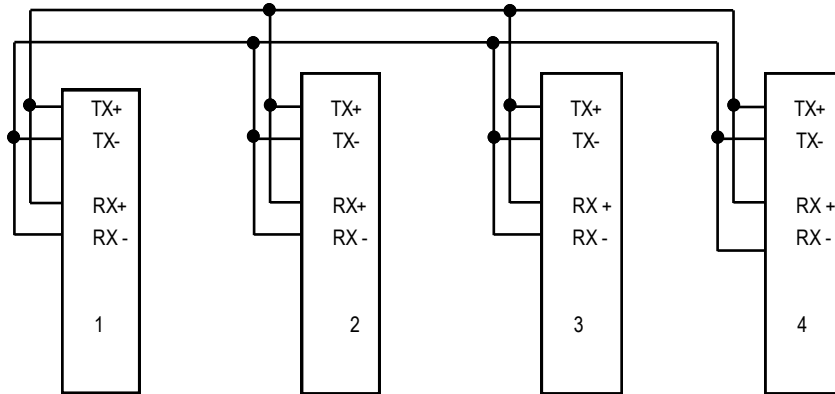 TX+
TX-
RX+
RX -
1
TX+
TX-
RX+
RX -
2
TX+
TX-
RX +
RX -
3
TX+
TX-
RX +
RX -
4